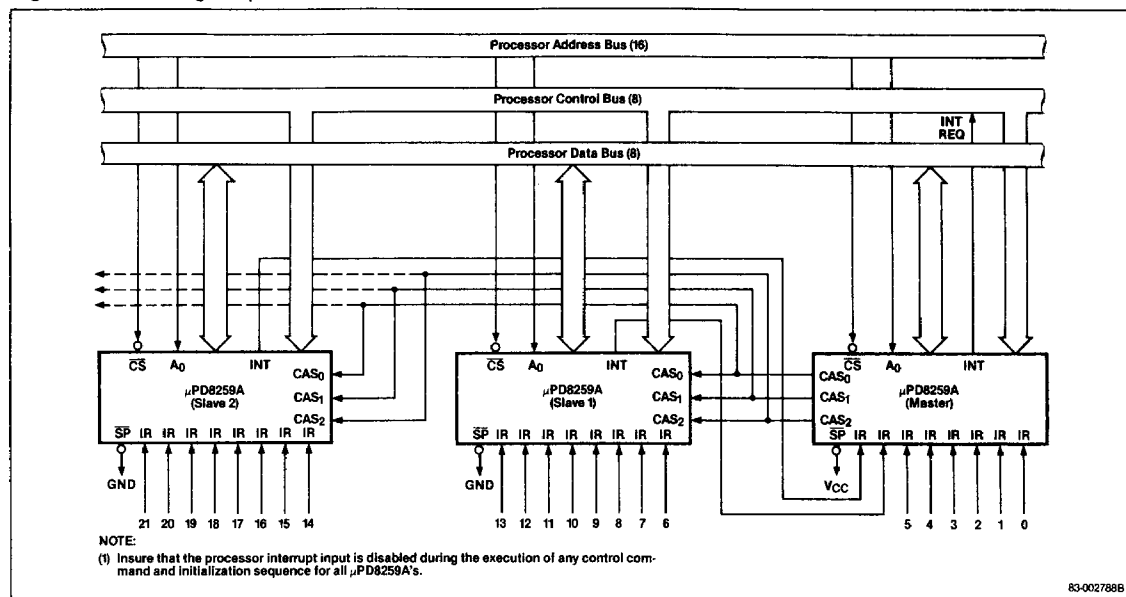 Processor Address Bus (16)
Processor Control Bus (8)
INT
REQ
Processor Data Bus (8)
CS A0 INT CAS0
μPD8259A
(Slave 2)
CAS1
CAS2
SP IR IR IR IR IR IR IR IR
GND
21 20 19 18 17 16 15 14
CS A0 INT CAS0
μPD8259A
(Slave 1)
CAS1
CAS2
SP IR IR IR IR IR IR IR IR
GND
13 12 11 10 9 8 7 6
CS A0 INT
CAS0
μPD8259A
(Master)
CAS1
CAS2
SP IR IR IR IR IR IR IR IR
VCC
5 4 3 2 1 0
NOTE:
(1) Insure that the processor interrupt input is disabled during the execution of any control com-
mand and initialization sequence for all μPD8259A's.
83-002788B